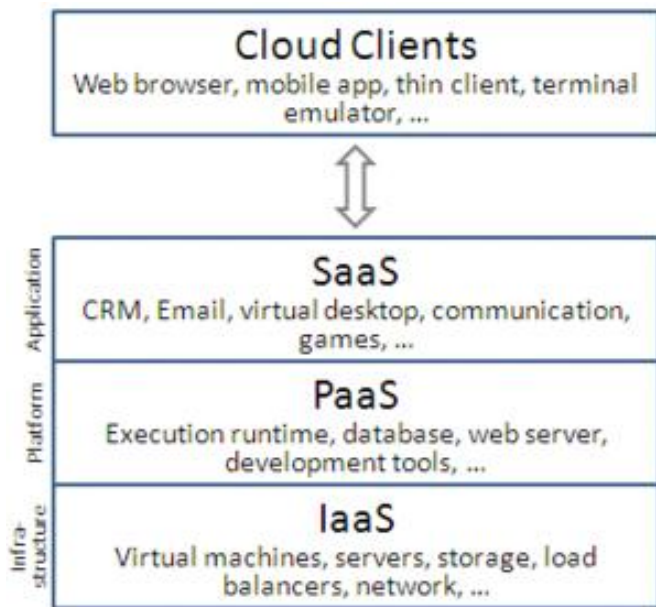 Cloud Clients
Web browser, mobile app, thin client, terminal
emulator, ...
Application
SaaS
CRM, Email, virtual desktop, communication,
games, ...
Platform
PaaS
Execution runtime, database, web server,
development tools, ...
Infra-
structure
IaaS
Virtual machines, servers, storage, load
balancers, network, ...